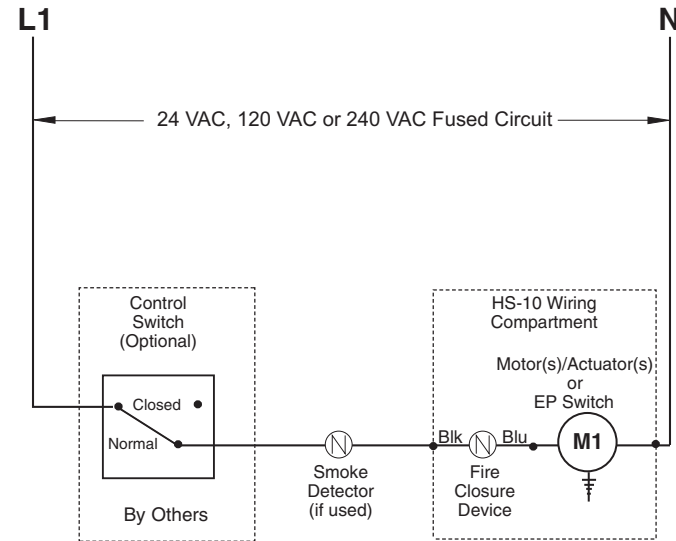 L1
N
24 VAC, 120 VAC or 240 VAC Fused Circuit
Control
Switch
(Optional)
Closed
Normal
By Others
N
Smoke
Detector
(if used)
HS-10 Wiring
Compartment
Motor(s)/Actuator(s)
or
EP Switch
Blk
N
Blu
M1
Fire
Closure
Device